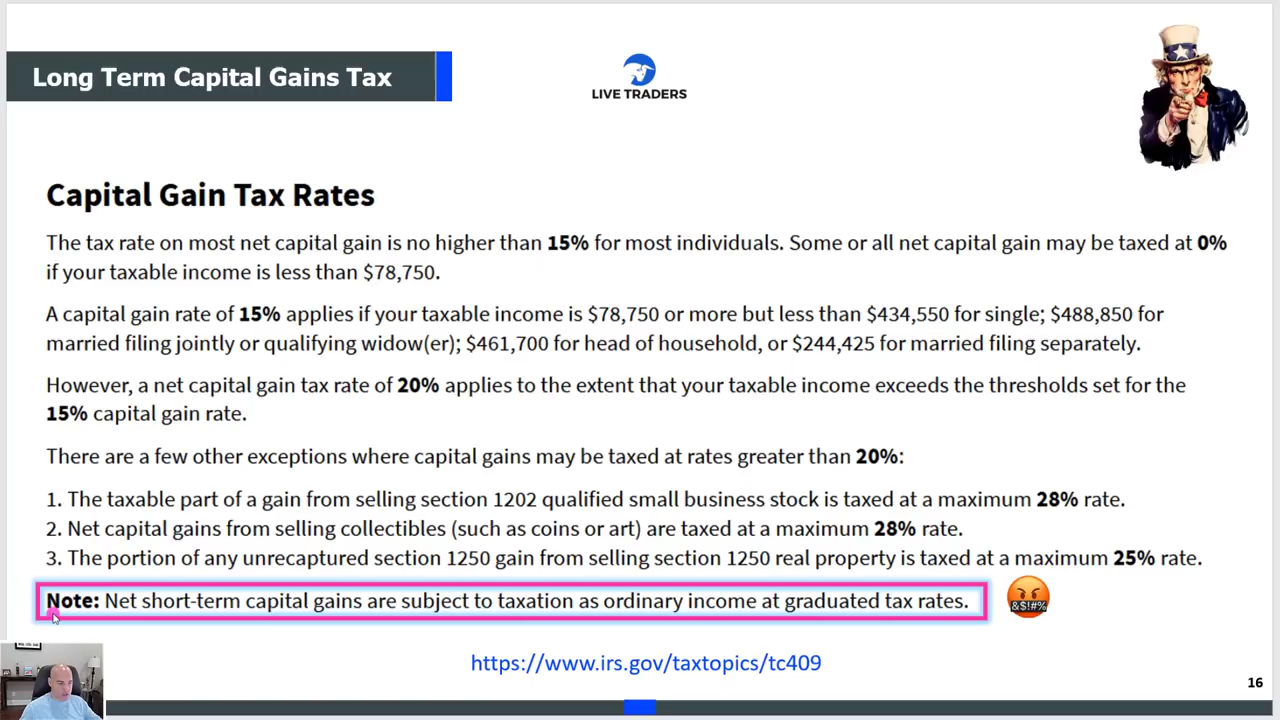 Long Term Capital Gains Tax
LIVE TRADERS
Capital Gain Tax Rates
The tax rate on most net capital gain is no higher than 15% for most individuals. Some or all net capital gain may be taxed at 0%
if your taxable income is less than $78,750.
A capital gain rate of 15% applies if your taxable income is $78,750 or more but less than $434,550 for single; $488,850 for
married filing jointly or qualifying widow(er); $461,700 for head of household, or $244,425 for married filing separately.
However, a net capital gain tax rate of 20% applies to the extent that your taxable income exceeds the thresholds set for the
15% capital gain rate.
There are a few other exceptions where capital gains may be taxed at rates greater than 20%:
1. The taxable part of a gain from selling section 1202 qualified small business stock is taxed at a maximum 28% rate.
2. Net capital gains from selling collectibles (such as coins or art) are taxed at a maximum 28% rate.
3. The portion of any unrecaptured section 1250 gain from selling section 1250 real property is taxed at a maximum 25% rate.
Note: Net short-term capital gains are subject to taxation as ordinary income at graduated tax rates.
&$!#%
https://www.irs.gov/taxtopics/tc409
16